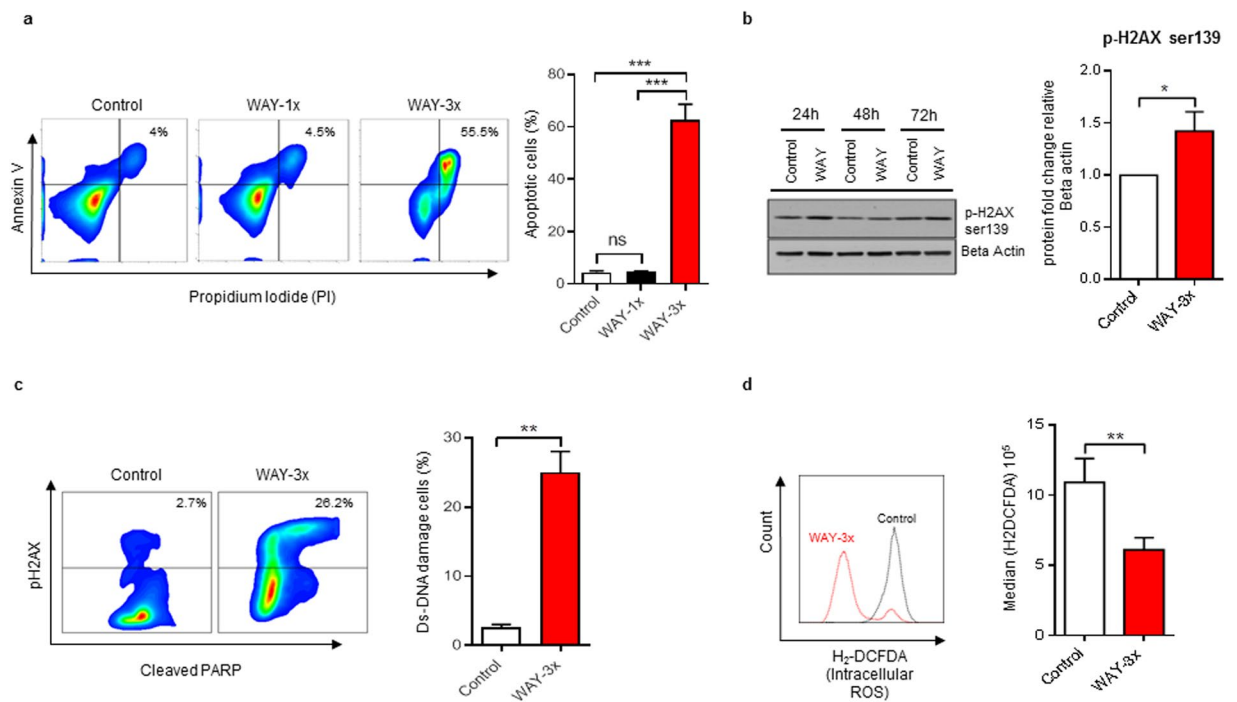 a
Control
WAY-1x
WAY-3x
4%
4.5%
55.5%
Annexin V
Propidium Iodide (PI)
Apoptotic cells (%)
80
60
40
20
0
***
***
ns
Control
WAY-1x
WAY-3x
b
24h
48h
72h
Control
WAY
Control
WAY
Control
WAY
p-H2AX
ser139
Beta Actin
p-H2AX ser139
protein fold change relative
Beta actin
2.0
1.5
1.0
0.5
0.0
*
Control
WAY-3x
c
Control
WAY-3x
2.7%
26.2%
pH2AX
Cleaved PARP
Ds-DNA damage cells (%)
30
20
10
0
**
Control
WAY-3x
d
Count
WAY-3x
Control
H₂-DCFDA
(Intracellular
ROS)
Median (H2DCFDA) 10⁵
15
10
5
0
**
Control
WAY-3x